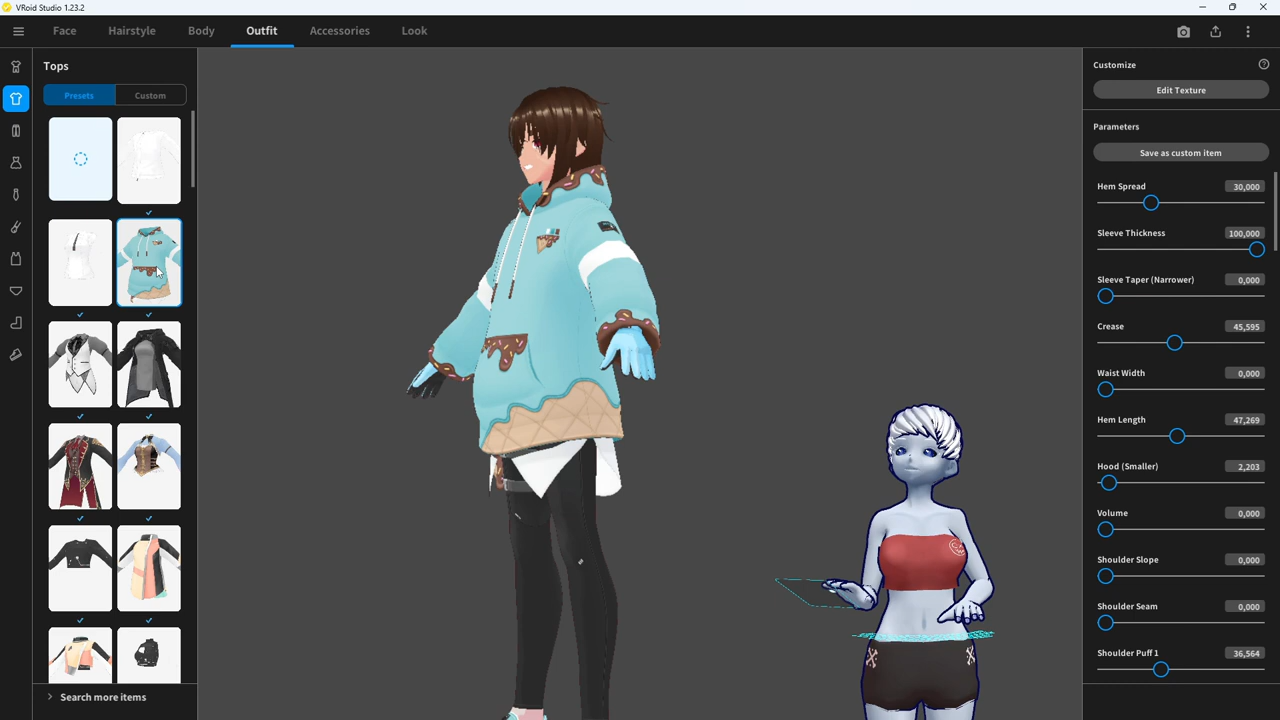 VRoid Studio 1.23.2
Face
Hairstyle
Body
Outfit
Accessories
Look
Tops
Presets
Custom
Search more items
Customize
Edit Texture
Parameters
Save as custom item
Hem Spread 30,000
Sleeve Thickness 100,000
Sleeve Taper (Narrower) 0,000
Crease 45,595
Waist Width 0,000
Hem Length 47,269
Hood (Smaller) 2,203
Volume 0,000
Shoulder Slope 0,000
Shoulder Seam 0,000
Shoulder Puff 1 36,564